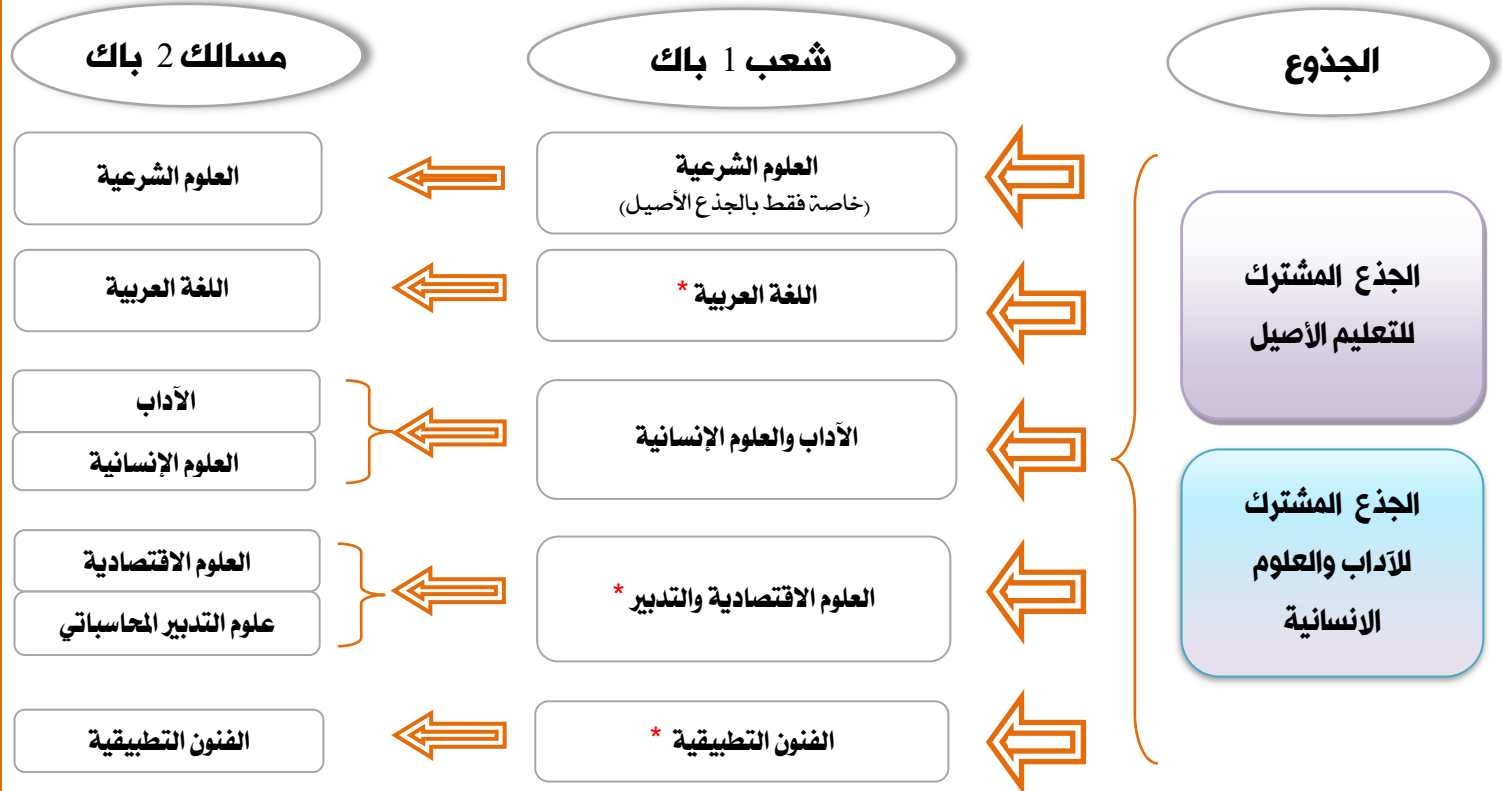 الجذوع
شعب 1 باك
مسالك 2 باك
الجذع المشترك
للتعليم الأصيل
الجذع المشترك
للآداب والعلوم
الانسانية
العلوم الشرعية
(خاصة فقط بالجذع الأصيل)
العلوم الشرعية
اللغة العربية *
اللغة العربية
الآداب والعلوم الإنسانية
الآداب
العلوم الإنسانية
العلوم الاقتصادية والتدبير *
العلوم الاقتصادية
علوم التدبير المحاسباتي
الفنون التطبيقية *
الفنون التطبيقية